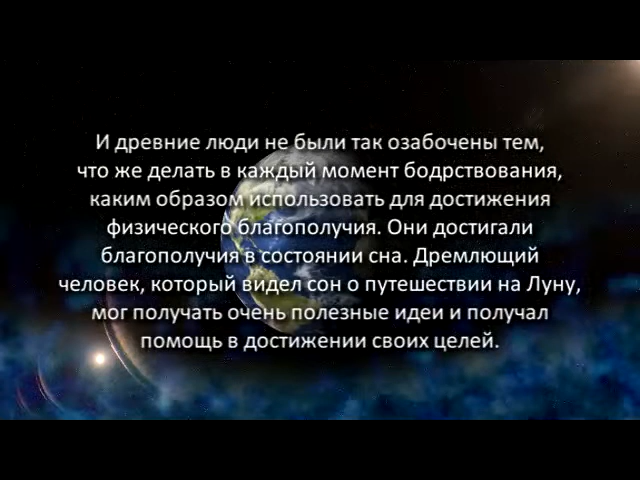 И древние люди не были так озабочены тем,
что же делать в каждый момент бодрствования,
каким образом использовать для достижения
физического благополучия. Они достигали
благополучия в состоянии сна. Дремлющий
человек, который видел сон о путешествии на Луну,
мог получать очень полезные идеи и получал
помощь в достижении своих целей.